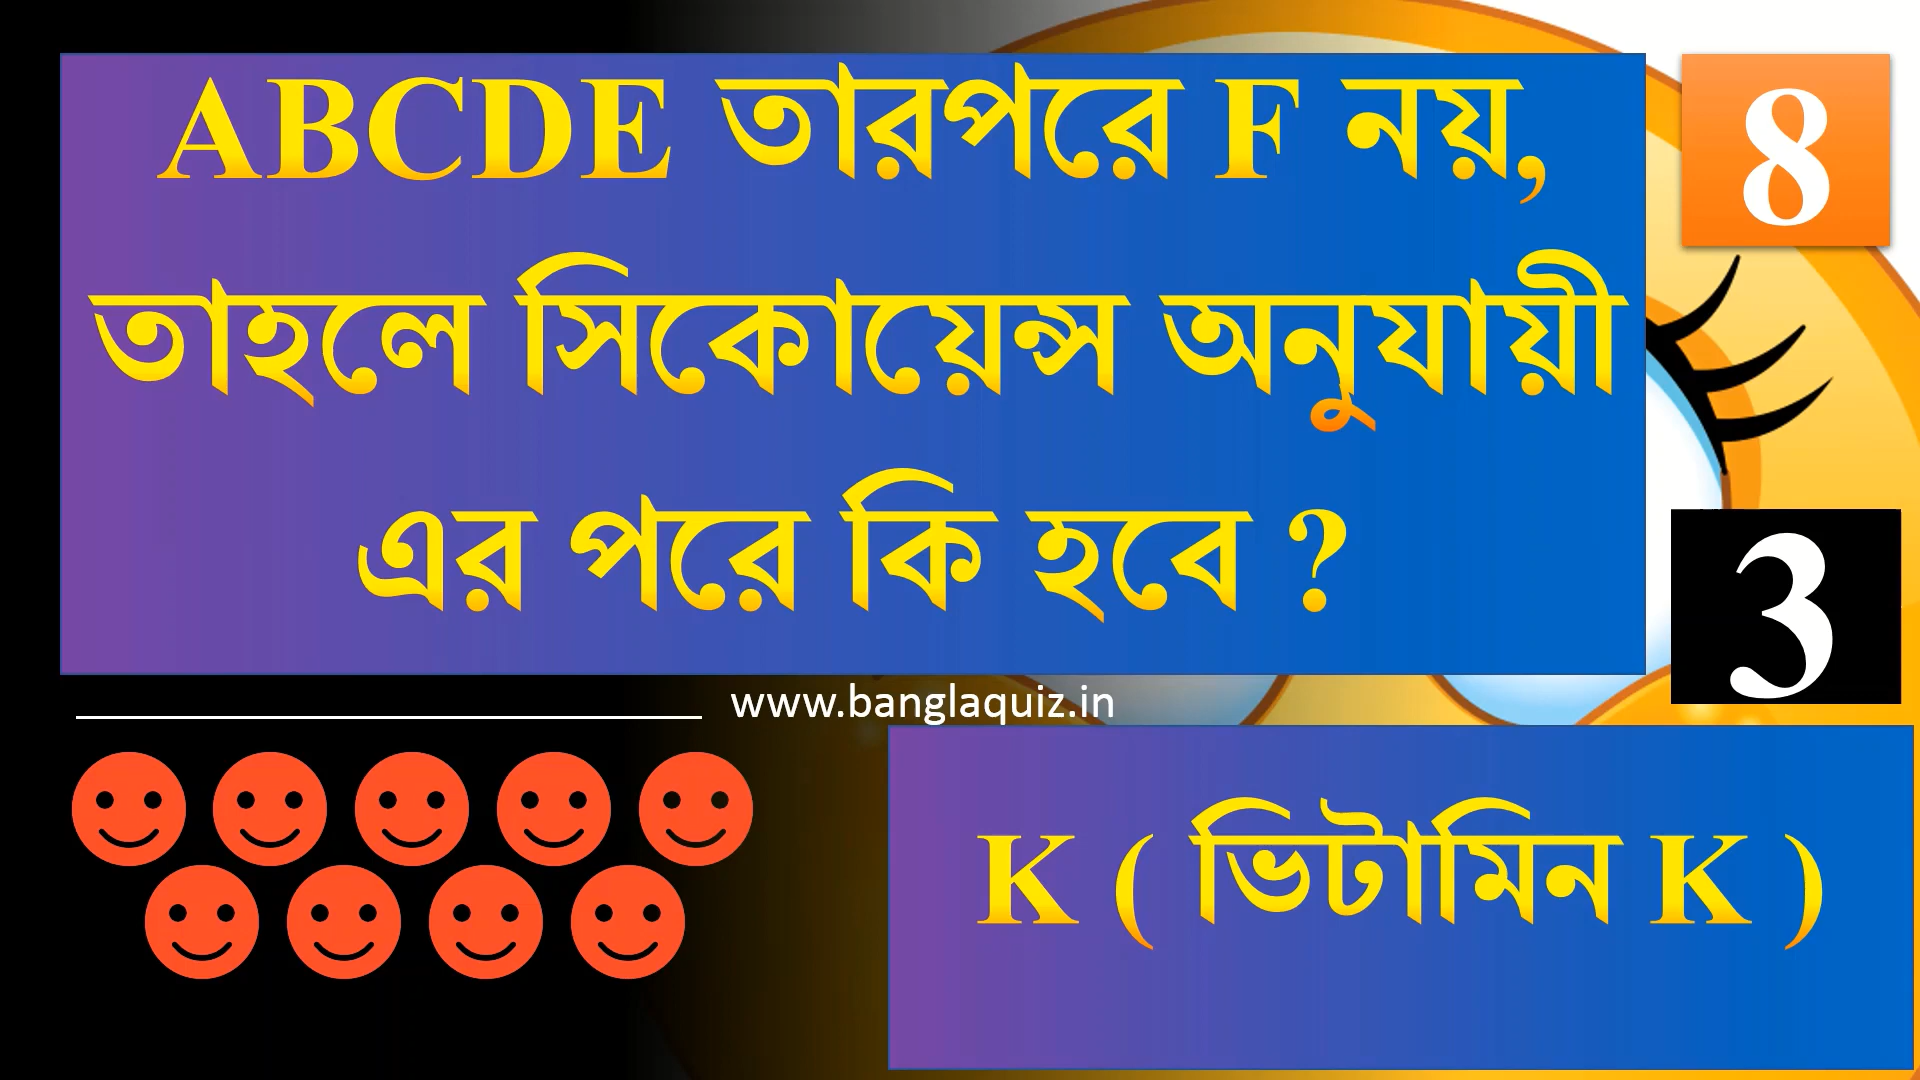 ABCDE তারপরে F নয়,
8
তাহলে সিকোয়েন্স অনুযায়ী
এর পরে কি হবে ?
3
www.banglaquiz.in
K ( ভিটামিন K )